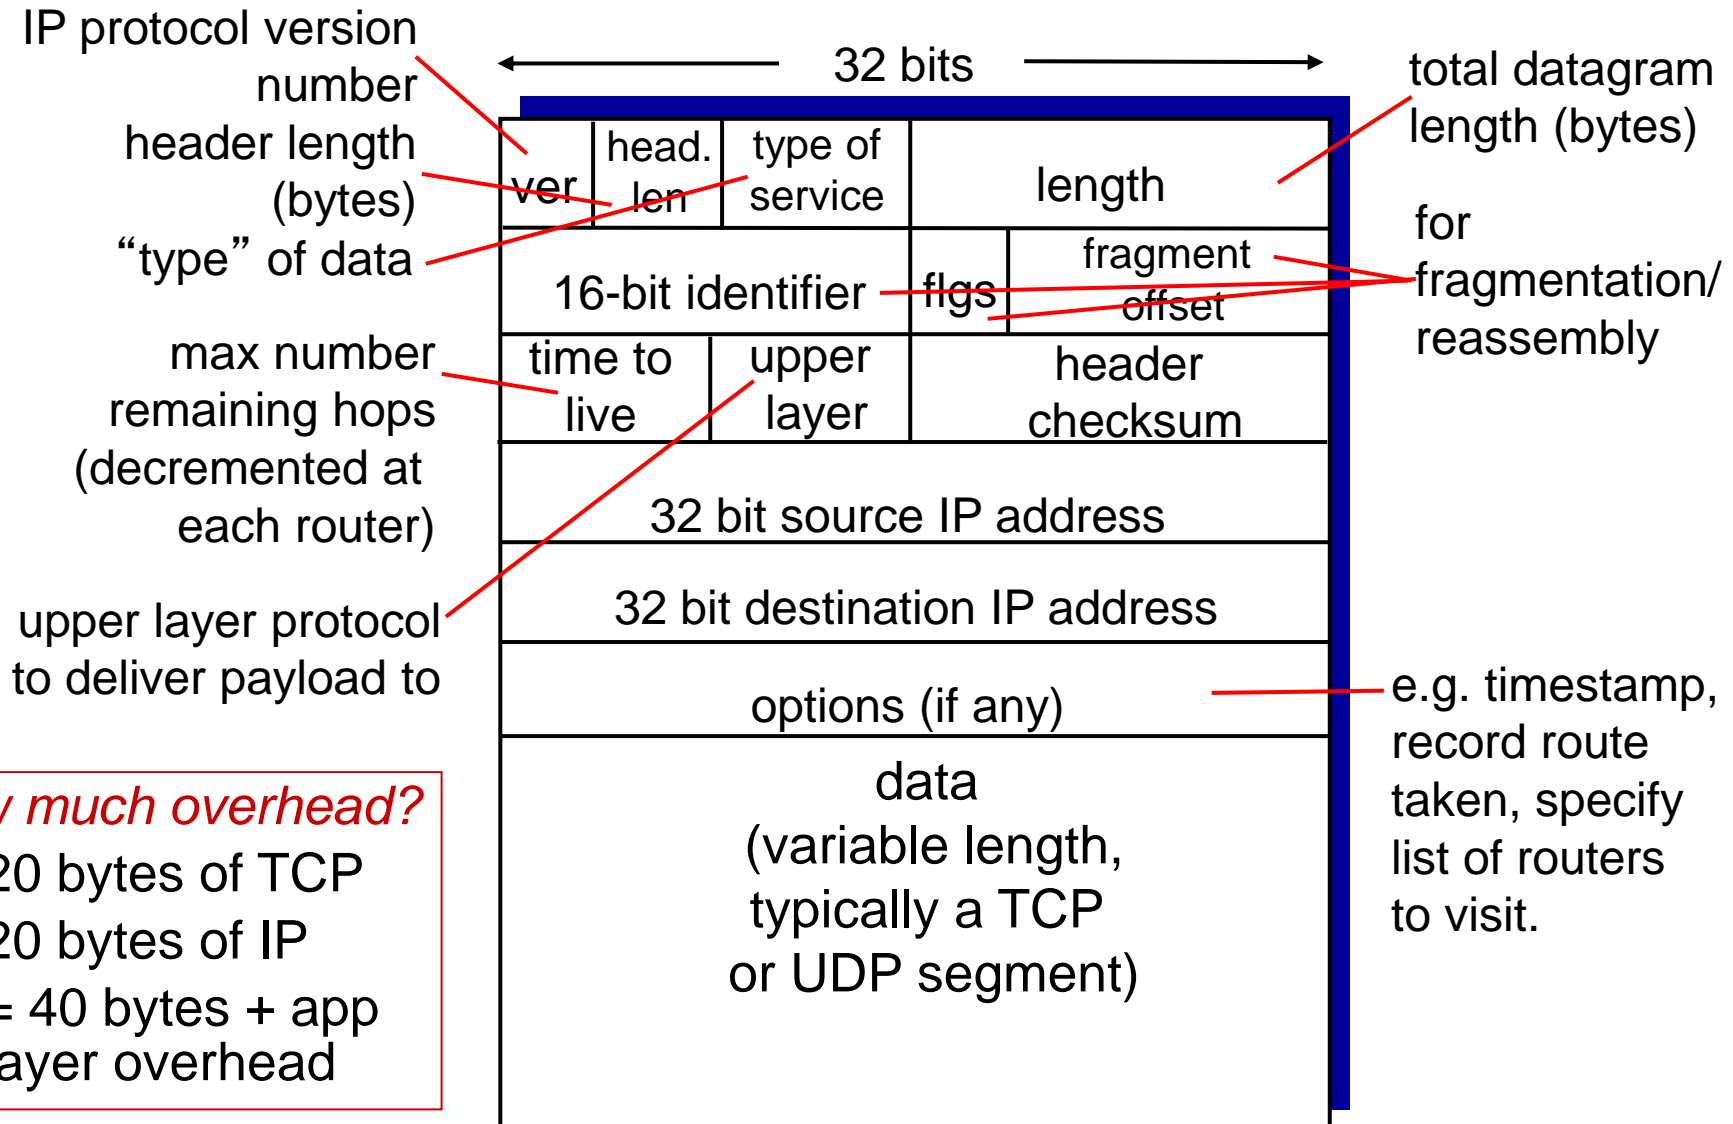 IP protocol version
number
header length
(bytes)
“type” of data
max number
remaining hops
(decremented at
each router)
upper layer protocol
to deliver payload to
much overhead?
20 bytes of TCP
20 bytes of IP
= 40 bytes + app
overhead
32 bits
ver
head.
len
type of
service
length
16-bit identifier
flgs
fragment
offset
time to
live
upper
layer
header
checksum
32 bit source IP address
32 bit destination IP address
options (if any)
data
(variable length,
typically a TCP
or UDP segment)
total datagram
length (bytes)
for
fragmentation/
reassembly
e.g. timestamp,
record route
taken, specify
list of routers
to visit.